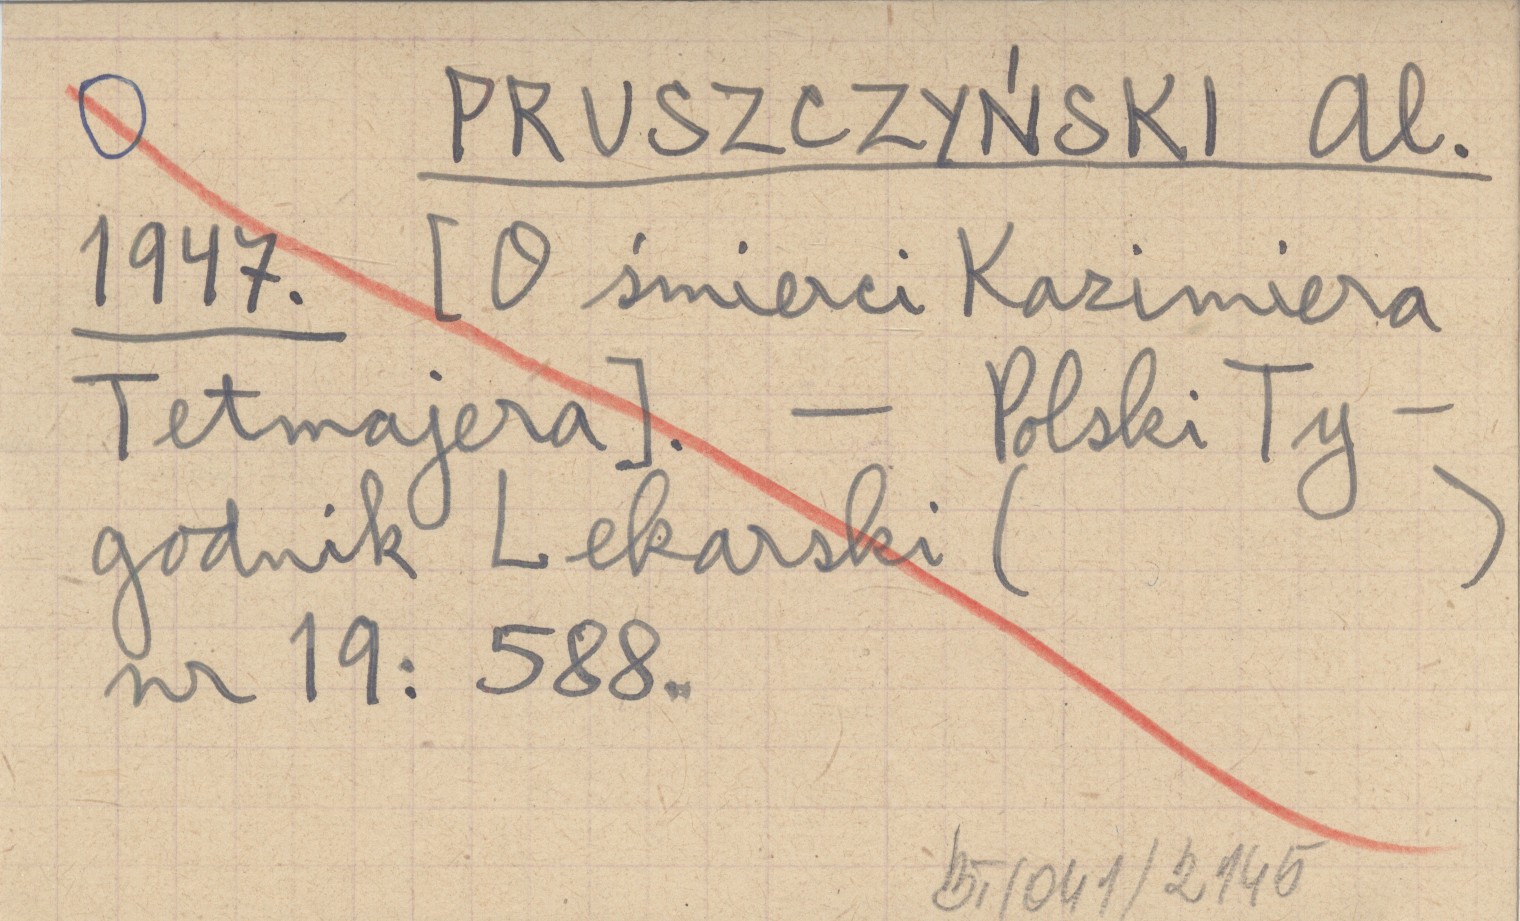 PRUSZCZYŃSKI Al.
1947. [O śmierci Kazimiera
Tetmajera]. — Polski Ty-
godnik Lekarski ( )
nr 19: 588.
/041/2145